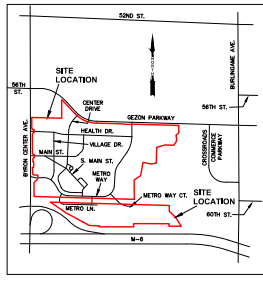 52ND ST.
BURLINGAME AVE.
SITE
LOCATION
56TH
ST.
CENTER
DRIVE
GEZON PARKWAY
56TH ST.
HEALTH DR.
VILLAGE DR.
BYRON CENTER AVE.
MAIN ST.
S. MAIN ST.
METRO
WAY
CROSSROADS
COMMERCE
PARKWAY
METRO WAY CT.
SITE
LOCATION
METRO LN.
60TH ST.
M-6